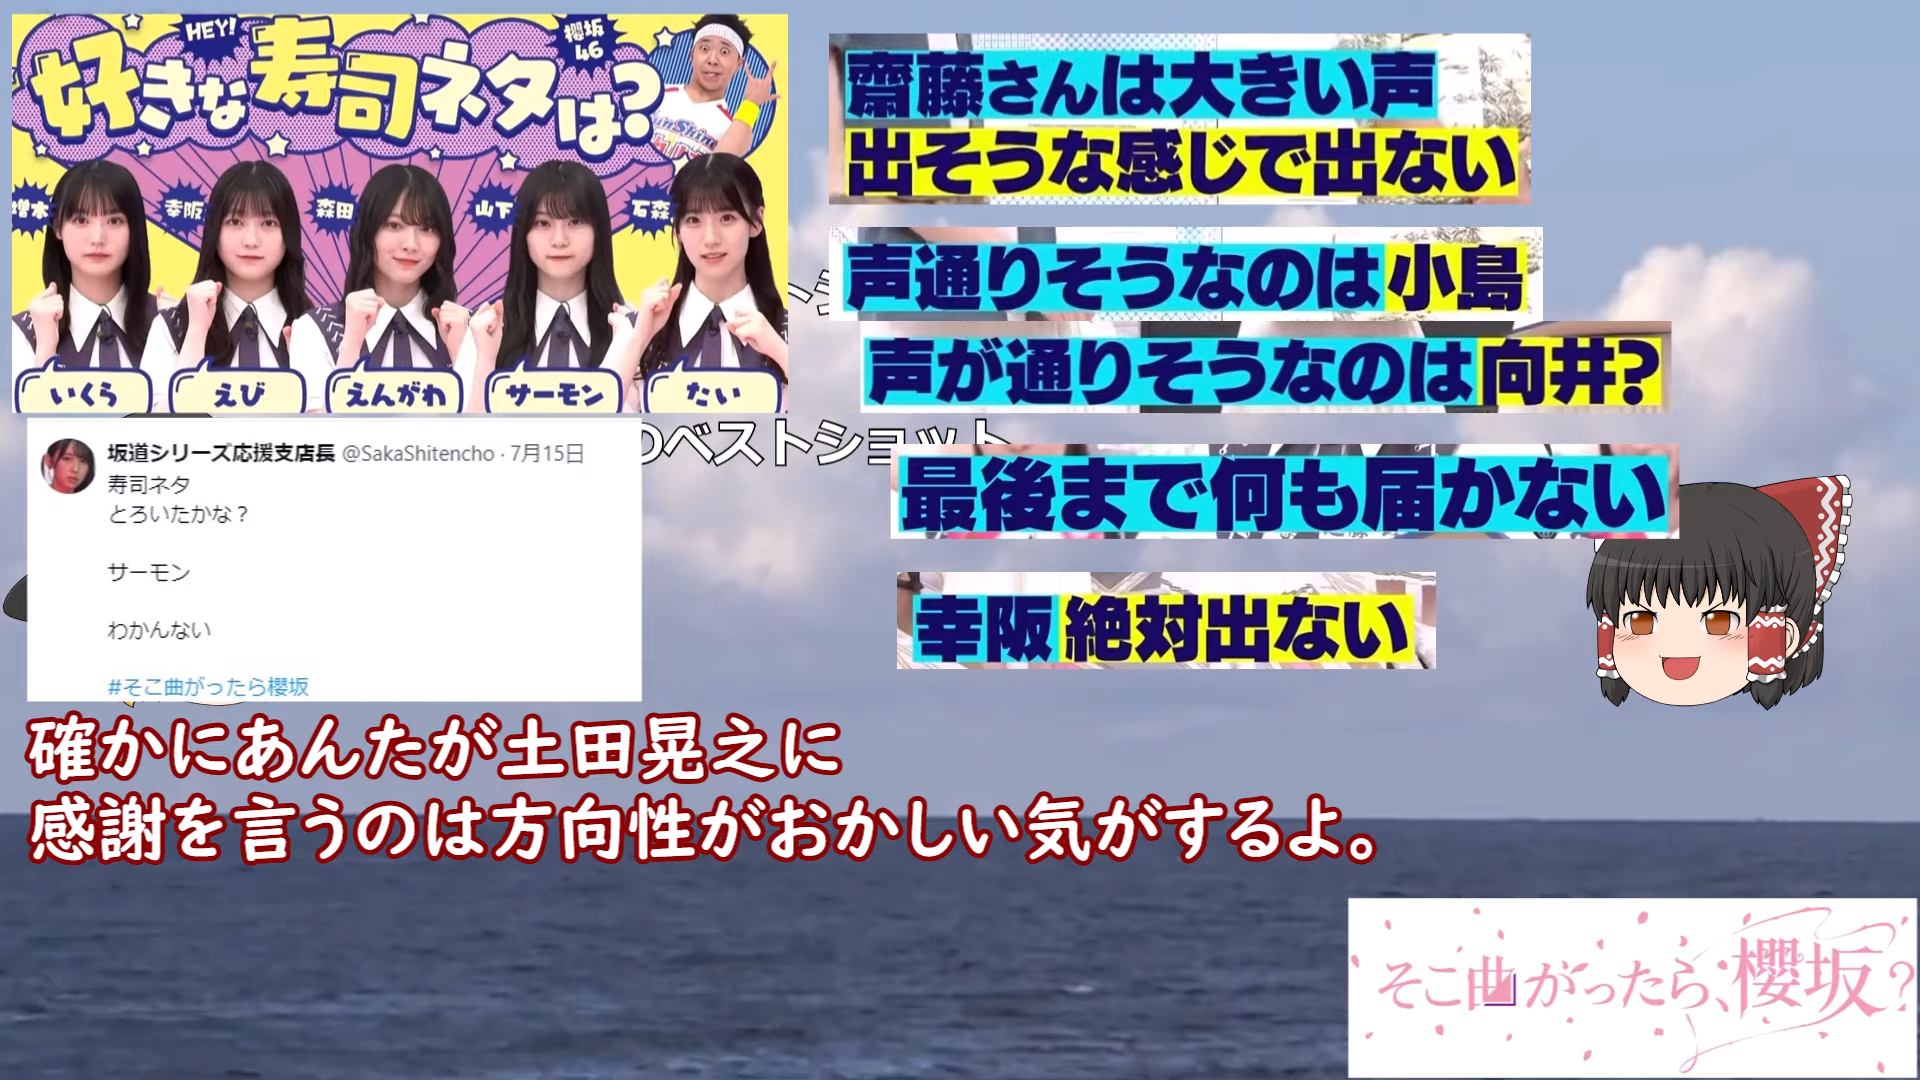 HEY!
好きな寿司ネタは?
櫻坂
46
増本
幸阪
森田
山下
石森
いくら
えび
えんがわ
サーモン
たい
齋藤さんは大きい声
出そうな感じで出ない
声通りそうなのは小島
声が通りそうなのは向井?
のベストショット
最後まで何も届かない
幸阪絶対出ない
坂道シリーズ応援支店長 @SakaShitencho · 7月15日
寿司ネタ
とろいたかな？
サーモン
わかんない
#そこ曲がったら櫻坂
確かにあんたが土田晃之に
感謝を言うのは方向性がおかしい気がするよ。
そこ曲がったら、櫻坂?